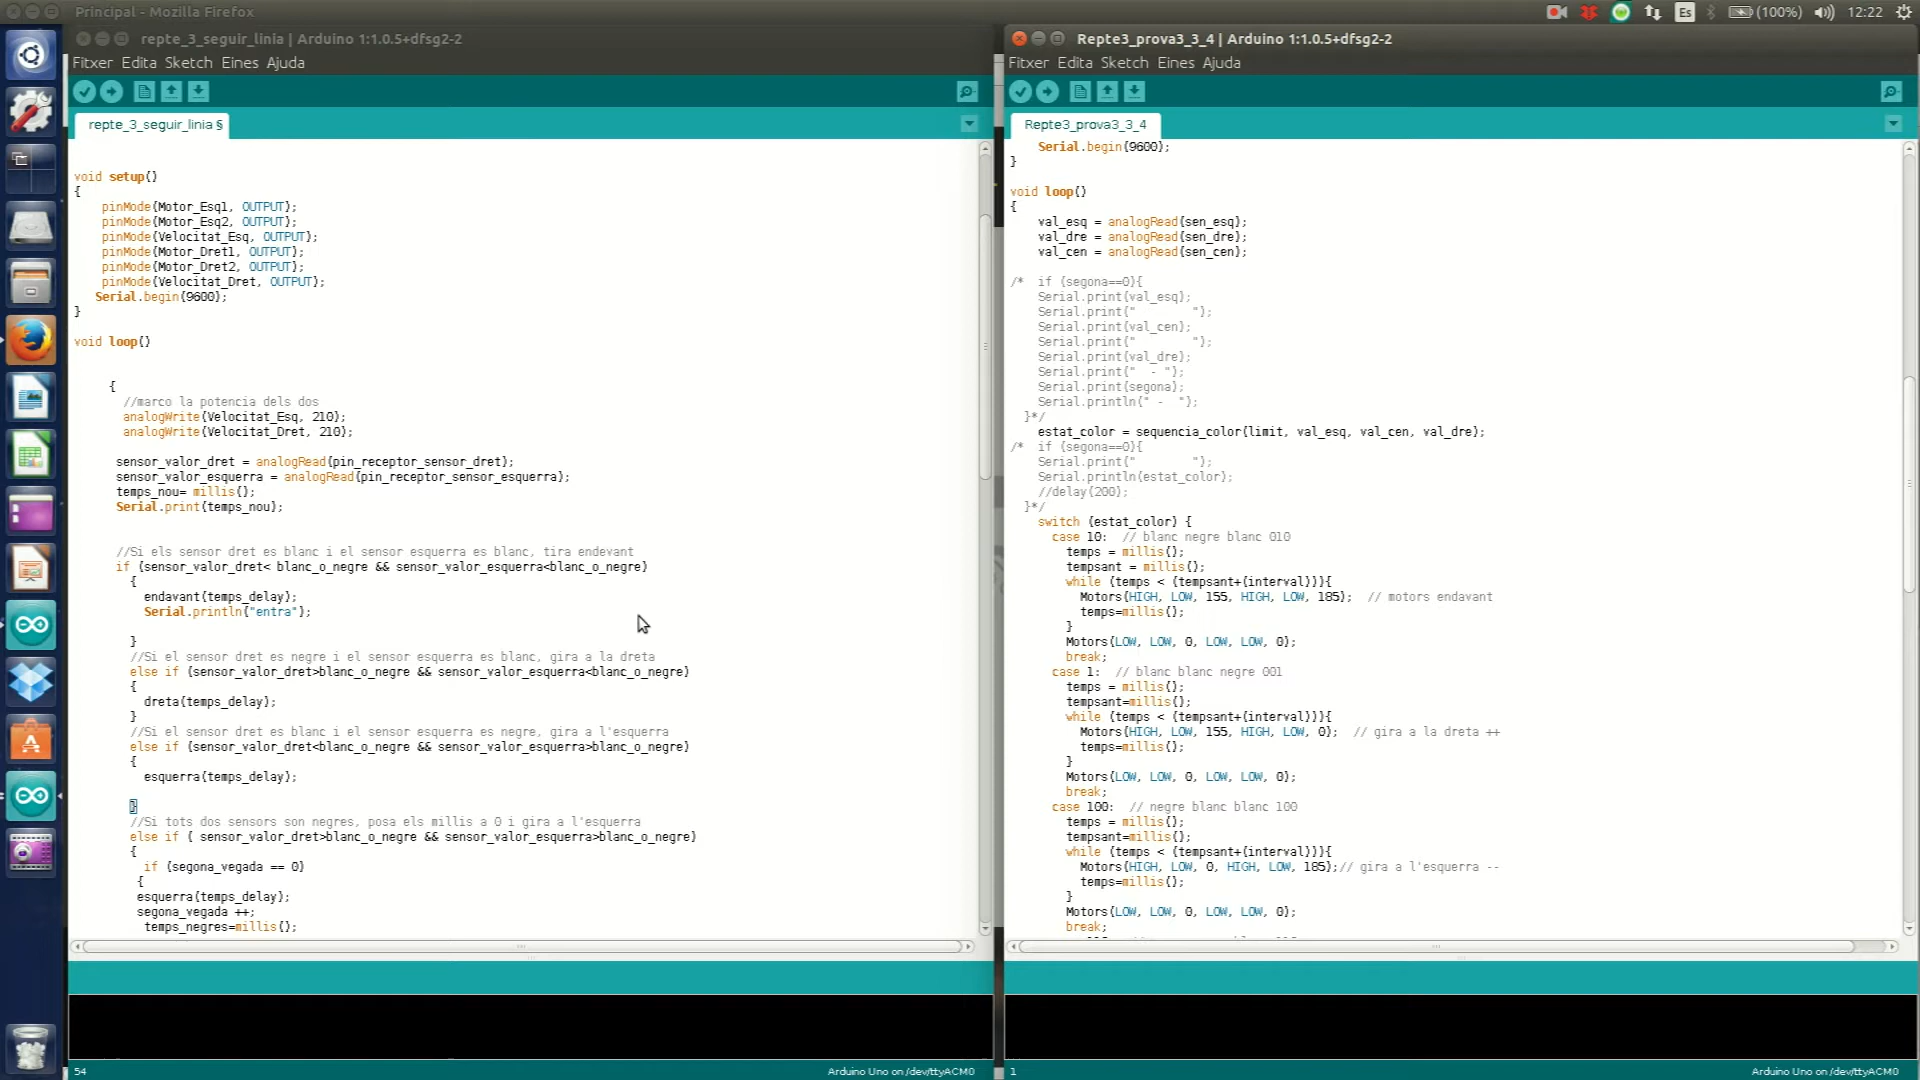 Principal - Mozilla Firefox
Es
(100%)
12:22
repte_3_seguir_linia | Arduino 1:1.0.5+dfsg2-2
Fitxer Edita Sketch Eines Ajuda
repte_3_seguir_linia §
void setup()
{
pinMode(Motor_Esq1, OUTPUT);
pinMode(Motor_Esq2, OUTPUT);
pinMode(Velocitat_Esq, OUTPUT);
pinMode(Motor_Dret1, OUTPUT);
pinMode(Motor_Dret2, OUTPUT);
pinMode(Velocitat_Dret, OUTPUT);
Serial.begin(9600);
}
void loop()
{
//marco la potencia dels dos
analogWrite(Velocitat_Esq, 210);
analogWrite(Velocitat_Dret, 210);
sensor_valor_dret = analogRead(pin_receptor_sensor_dret);
sensor_valor_esquerra = analogRead(pin_receptor_sensor_esquerra);
temps_nou= millis();
Serial.print(temps_nou);
//Si els sensor dret es blanc i el sensor esquerra es blanc, tira endevant
if (sensor_valor_dret< blanc_o_negre && sensor_valor_esquerra<blanc_o_negre)
{
endavant(temps_delay);
Serial.println("entra");
}
//Si el sensor dret es negre i el sensor esquerra es blanc, gira a la dreta
else if (sensor_valor_dret>blanc_o_negre && sensor_valor_esquerra<blanc_o_negre)
{
dreta(temps_delay);
}
//Si el sensor dret es blanc i el sensor esquerra es negre, gira a l'esquerra
else if (sensor_valor_dret<blanc_o_negre && sensor_valor_esquerra>blanc_o_negre)
{
esquerra(temps_delay);
}
//Si tots dos sensors son negres, posa els millis a 0 i gira a l'esquerra
else if ( sensor_valor_dret>blanc_o_negre && sensor_valor_esquerra>blanc_o_negre)
{
if (segona_vegada == 0)
{
esquerra(temps_delay);
segona_vegada ++;
temps_negres=millis();
54
Arduino Uno on /dev/ttyACM0
Repte3_prova3_3_4 | Arduino 1:1.0.5+dfsg2-2
Fitxer Edita Sketch Eines Ajuda
Repte3_prova3_3_4
Serial.begin(9600);
}
void loop()
{
val_esq = analogRead(sen_esq);
val_dre = analogRead(sen_dre);
val_cen = analogRead(sen_cen);
/* if (segona==0){
Serial.print(val_esq);
Serial.print("        ");
Serial.print(val_cen);
Serial.print("        ");
Serial.print(val_dre);
Serial.print("  - ");
Serial.print(segona);
Serial.println(" -  ");
}*/
estat_color = sequencia_color(limit, val_esq, val_cen, val_dre);
/* if (segona==0){
Serial.print("        ");
Serial.println(estat_color);
//delay(200);
}*/
switch (estat_color) {
case 10: // blanc negre blanc 010
temps = millis();
tempsant = millis();
while (temps < (tempsant+(interval))){
Motors(HIGH, LOW, 155, HIGH, LOW, 185); // motors endavant
temps=millis();
}
Motors(LOW, LOW, 0, LOW, LOW, 0);
break;
case 1: // blanc blanc negre 001
temps = millis();
tempsant=millis();
while (temps < (tempsant+(interval))){
Motors(HIGH, LOW, 155, HIGH, LOW, 0); // gira a la dreta ++
temps=millis();
}
Motors(LOW, LOW, 0, LOW, LOW, 0);
break;
case 100: // negre blanc blanc 100
temps = millis();
tempsant=millis();
while (temps < (tempsant+(interval))){
Motors(HIGH, LOW, 0, HIGH, LOW, 185);// gira a l'esquerra --
temps=millis();
}
Motors(LOW, LOW, 0, LOW, LOW, 0);
break;
1
Arduino Uno on /dev/ttyACM0